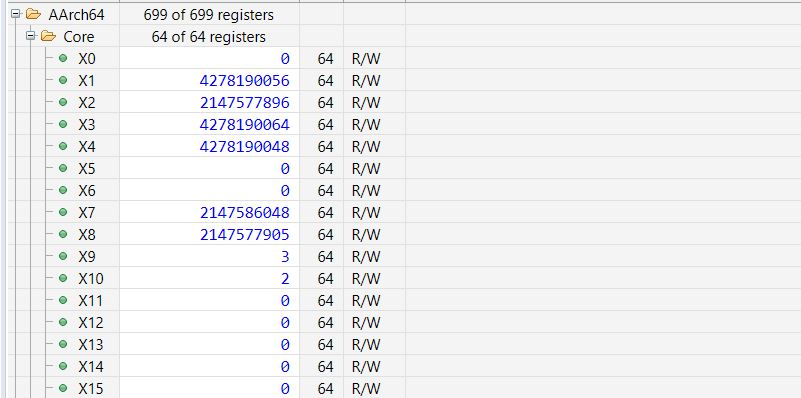 AArch64 699 of 699 registers
Core 64 of 64 registers
X0 0 64 R/W
X1 4278190056 64 R/W
X2 2147577896 64 R/W
X3 4278190064 64 R/W
X4 4278190048 64 R/W
X5 0 64 R/W
X6 0 64 R/W
X7 2147586048 64 R/W
X8 2147577905 64 R/W
X9 3 64 R/W
X10 2 64 R/W
X11 0 64 R/W
X12 0 64 R/W
X13 0 64 R/W
X14 0 64 R/W
X15 0 64 R/W